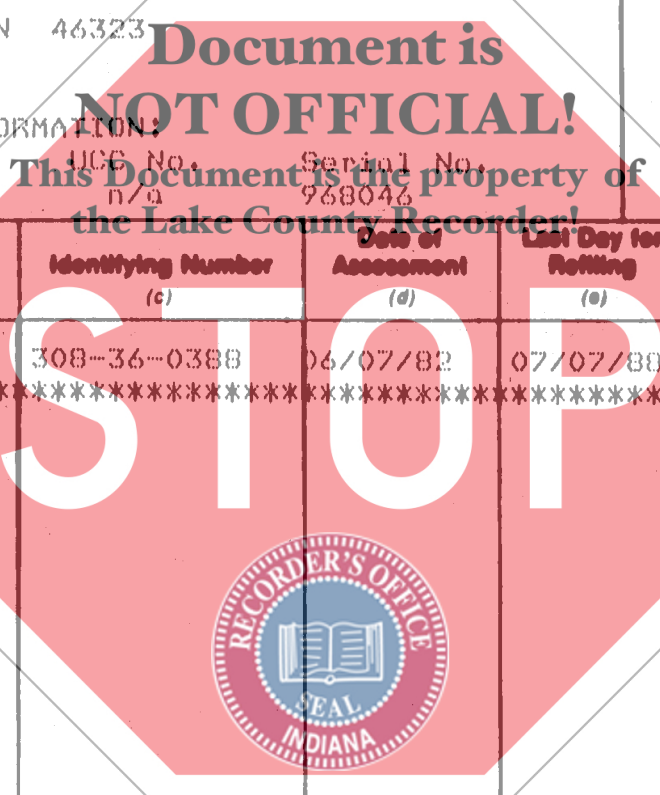 N 46323
Document is
NOT OFFICIAL!
ORMATION:
UCC No. Serial No.
This Document is the property of
n/a 968046
the Lake County Recorder!
Identifying Number Date of Assessment Last Day for Refiling
(c) (d) (e)
308-36-0388 06/07/82 07/07/88
****************************************
STOP
RECORDER'S OFFICE
SEAL
INDIANA